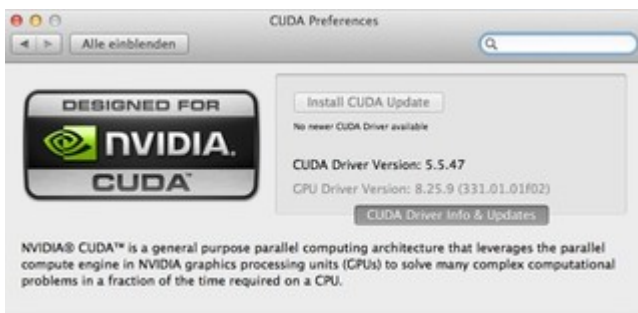 CUDA Preferences
Alle einblenden
DESIGNED FOR
NVIDIA.
CUDA™
Install CUDA Update
No newer CUDA Driver available
CUDA Driver Version: 5.5.47
GPU Driver Version: 8.25.9 (331.01.01f02)
CUDA Driver Info & Updates
NVIDIA® CUDA™ is a general purpose parallel computing architecture that leverages the parallel
compute engine in NVIDIA graphics processing units (GPUs) to solve many complex computational
problems in a fraction of the time required on a CPU.